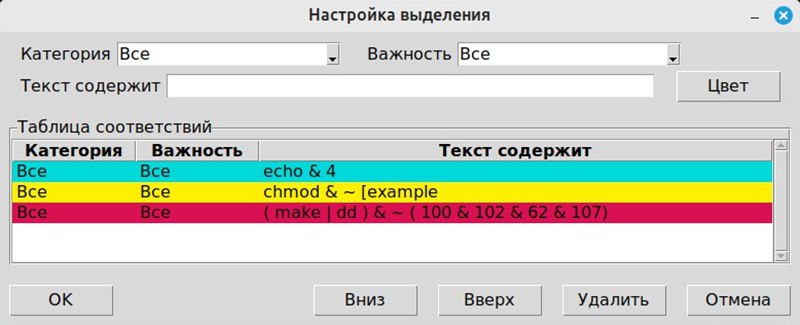 Настройка выделения
Категория Все Важность Все
Текст содержит Цвет
Таблица соответствий
Категория Важность Текст содержит
Все Все echo & 4
Все Все chmod & ~ [example
Все Все ( make | dd ) & ~ ( 100 & 102 & 62 & 107)
OK Вниз Вверх Удалить Отмена